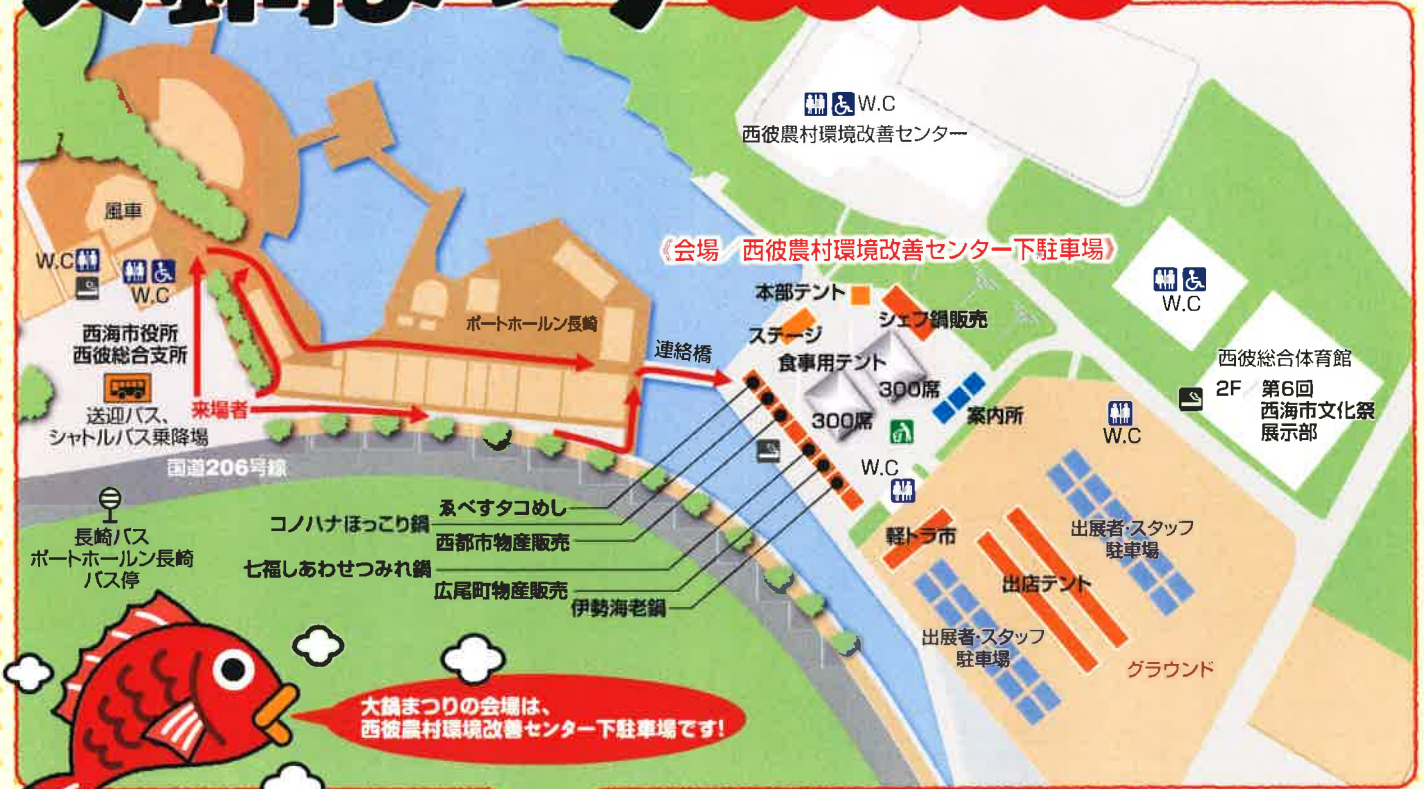 W.C
西彼農村環境改善センター
風車
W.C
W.C
《会場／西彼農村環境改善センター下駐車場》
本部テント
シェフ鍋販売
ステージ
食事用テント
300席
300席
案内所
W.C
ポートホールン長崎
連絡橋
西海市役所
西彼総合支所
送迎バス、
シャトルバス乗降場
来場者
国道206号線
長崎バス
ポートホールン長崎
バス停
W.C
西彼総合体育館
2F／第6回
西海市文化祭
展示部
W.C
ゑべすタコめし
コノハナほっこり鍋
西都市物産販売
七福しあわせつみれ鍋
広尾町物産販売
伊勢海老鍋
軽トラ市
出店テント
出展者・スタッフ
駐車場
出展者・スタッフ
駐車場
グラウンド
大鍋まつりの会場は、
西彼農村環境改善センター下駐車場です!